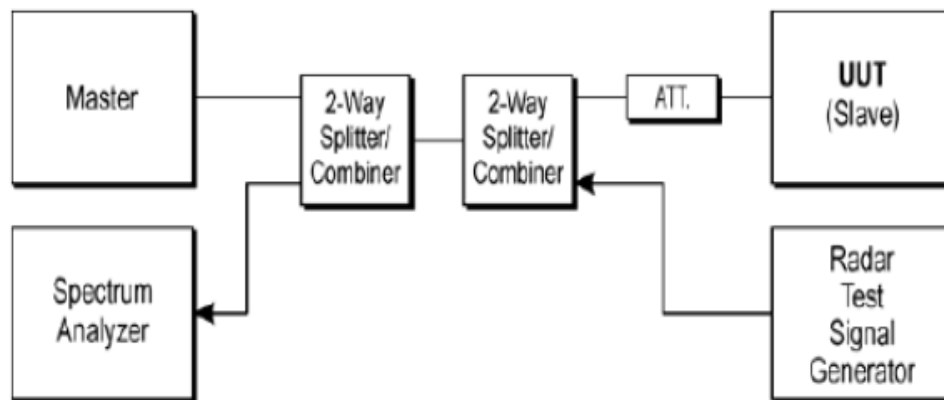 Master
2-Way
Splitter/
Combiner
2-Way
Splitter/
Combiner
ATT.
UUT
(Slave)
Spectrum
Analyzer
Radar
Test
Signal
Generator